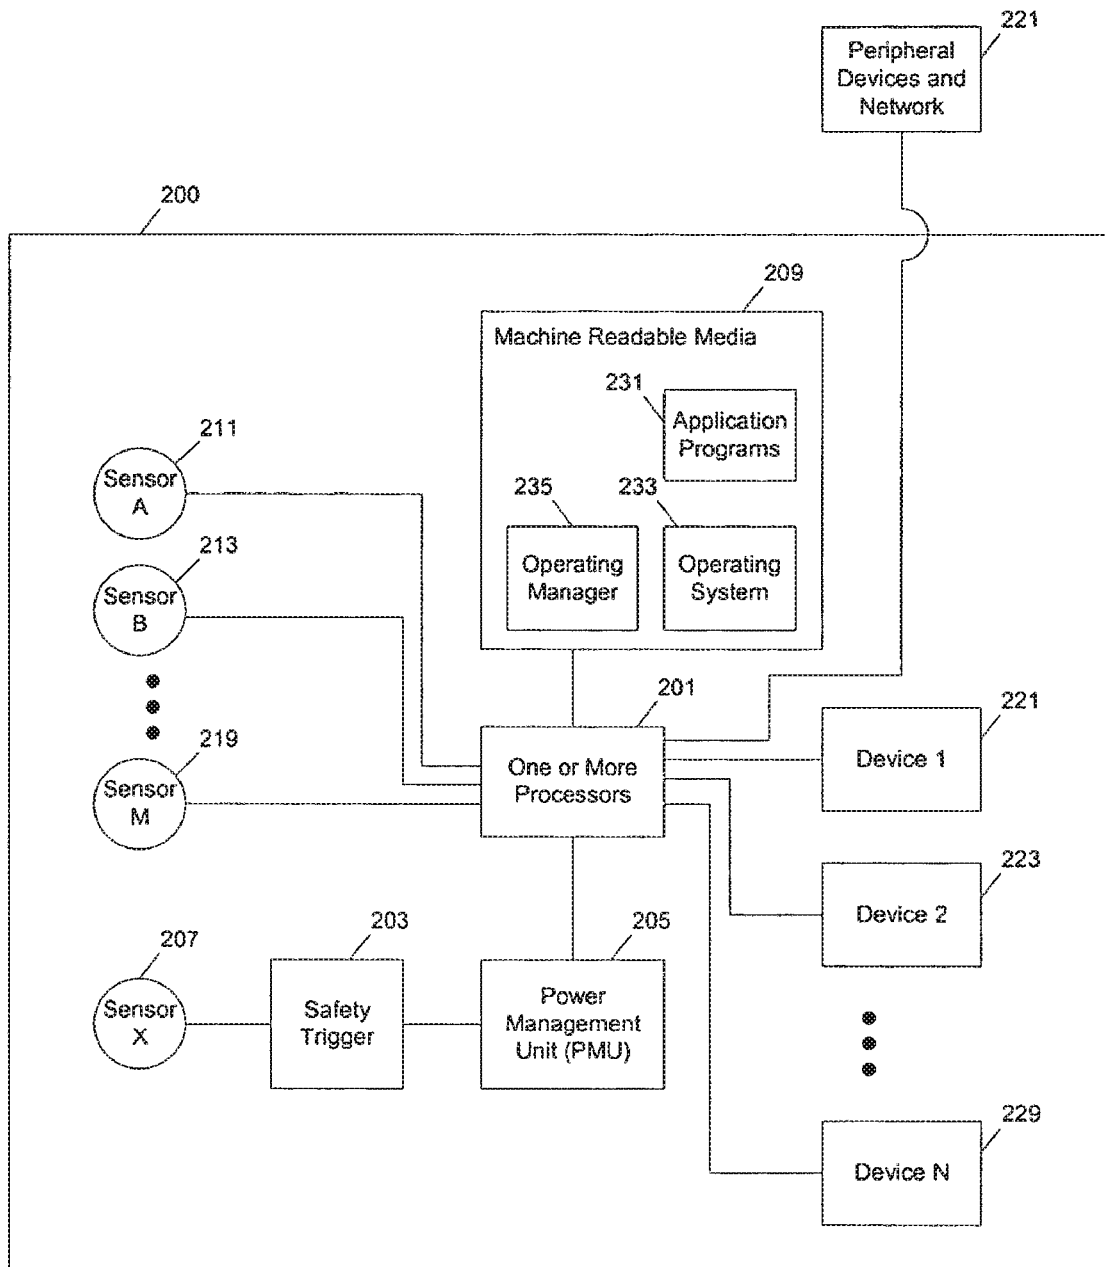 221
Peripheral
Devices and
Network
200
209
Machine Readable Media
231
Application
Programs
211
Sensor
A
235
Operating
Manager
233
Operating
System
213
Sensor
B
201
One or More
Processors
221
Device 1
219
Sensor
M
223
Device 2
207
Sensor
X
203
Safety
Trigger
205
Power
Management
Unit (PMU)
229
Device N